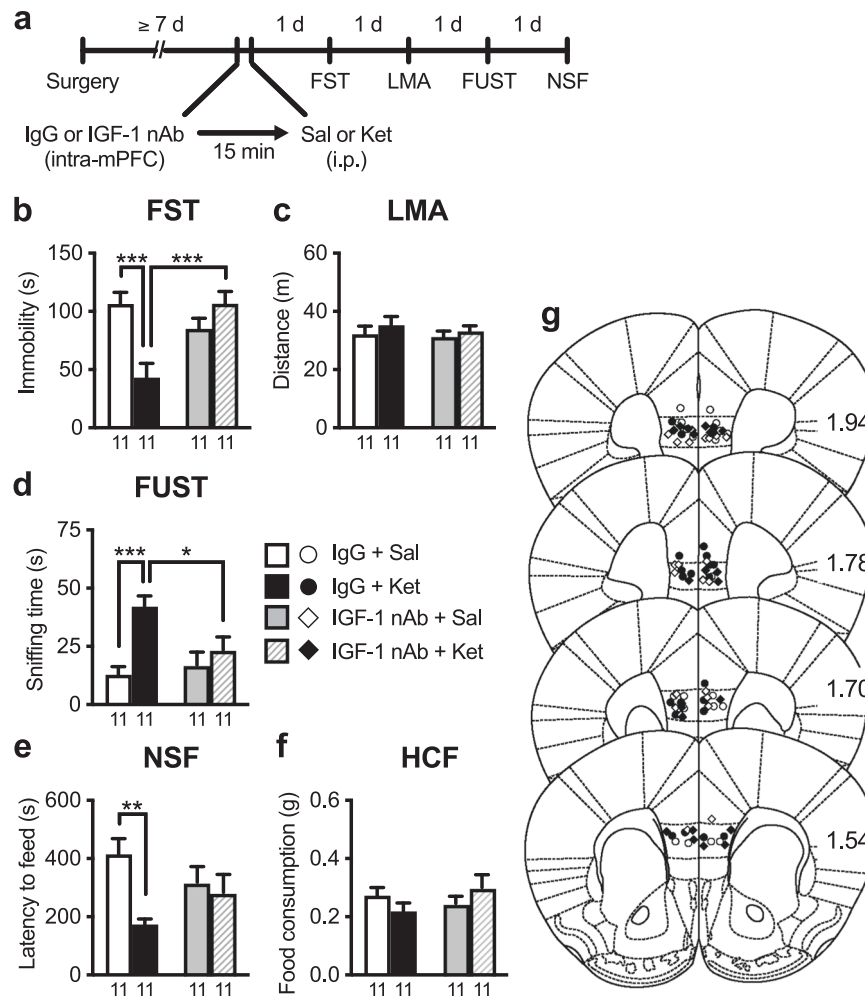 a
≥ 7 d 1 d 1 d 1 d 1 d
Surgery FST LMA FUST NSF
IgG or IGF-1 nAb Sal or Ket
(intra-mPFC) 15 min (i.p.)
b FST
Immobility (s)
150
100
50
0
*** ***
11 11 11 11
c LMA
Distance (m)
60
40
20
0
11 11 11 11
d FUST
Sniffing time (s)
75
50
25
0
*** *
11 11 11 11
IgG + Sal
IgG + Ket
IGF-1 nAb + Sal
IGF-1 nAb + Ket
e NSF
Latency to feed (s)
600
400
200
0
**
11 11 11 11
f HCF
Food consumption (g)
0.6
0.4
0.2
0.0
11 11 11 11
g
1.94
1.78
1.70
1.54